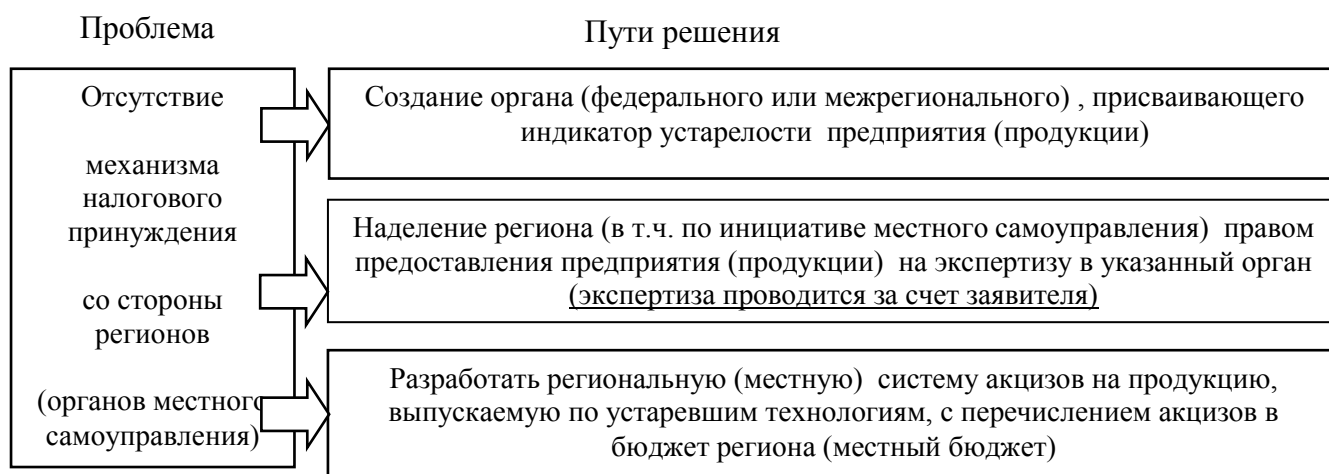 Проблема
Пути решения
Отсутствие
механизма
налогового
принуждения
со стороны
регионов
(органов местного
самоуправления)
Создание органа (федерального или межрегионального) , присваивающего
индикатор устарелости предприятия (продукции)
Наделение региона (в т.ч. по инициативе местного самоуправления) правом
предоставления предприятия (продукции) на экспертизу в указанный орган
(экспертиза проводится за счет заявителя)
Разработать региональную (местную) систему акцизов на продукцию,
выпускаемую по устаревшим технологиям, с перечислением акцизов в
бюджет региона (местный бюджет)